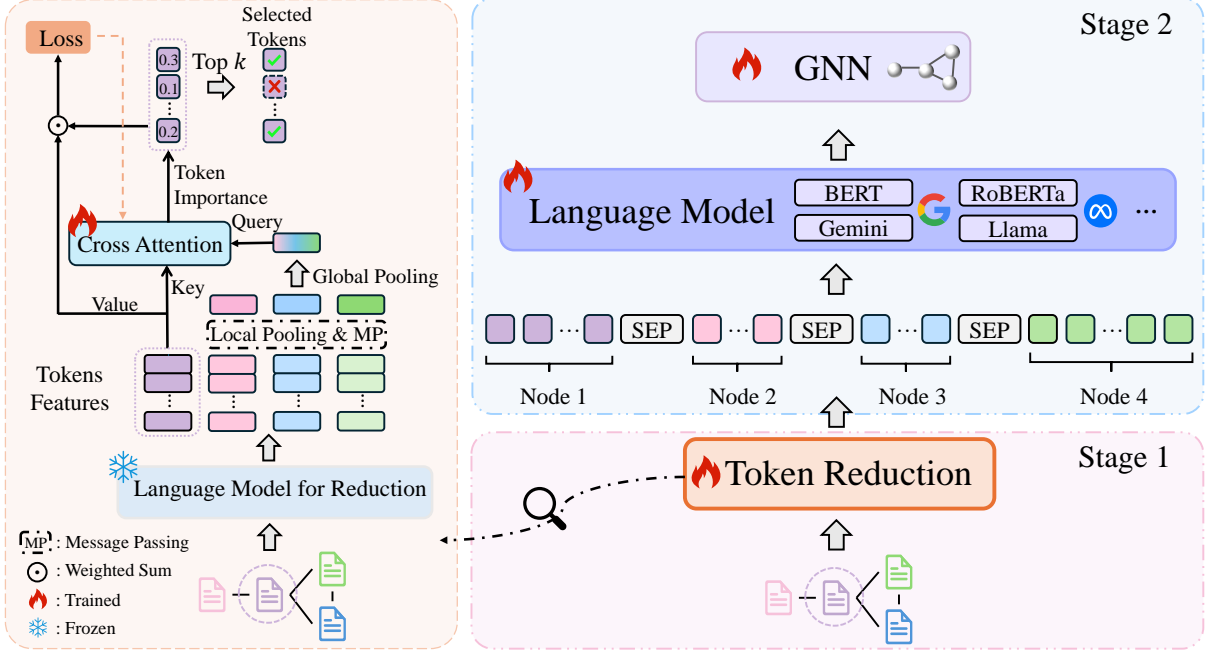 Loss
0.3
0.1
0.2
Top k
Selected
Tokens
Token
Importance
Query
Cross Attention
Global Pooling
Key
Value
Local Pooling & MP
Tokens
Features
Language Model for Reduction
MP : Message Passing
: Weighted Sum
: Trained
: Frozen
Stage 2
GNN
Language Model
BERT
RoBERTa
Gemini
Llama
...
SEP
SEP
SEP
Node 1
Node 2
Node 3
Node 4
Stage 1
Token Reduction